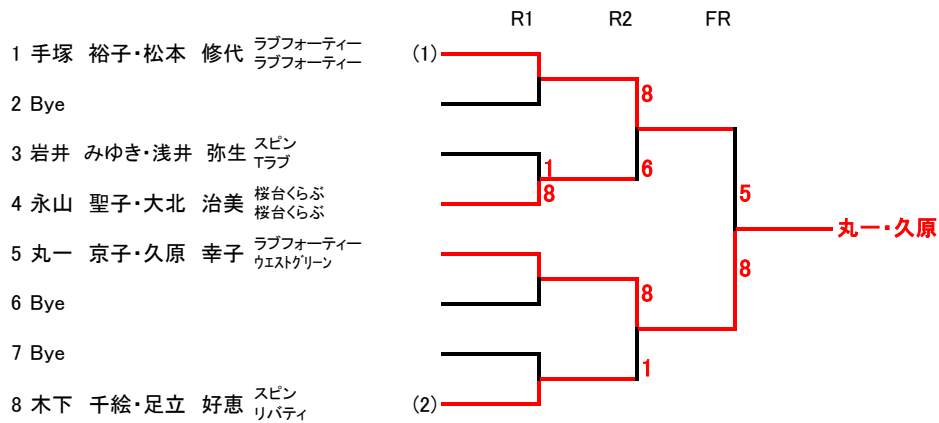 R1 R2 FR
1 手塚 裕子・松本 修代 ラブフォーティー (1)
ラブフォーティー
8
2 Bye
3 岩井 みゆき・浅井 弥生 スピン
Tラブ
1 6
8
4 永山 聖子・大北 治美 桜台くらぶ
桜台くらぶ
5
丸一・久原
5 丸一 京子・久原 幸子 ラブフォーティー
ウエストグリーン
8
8
6 Bye
7 Bye
1
8 木下 千絵・足立 好恵 スピン (2)
リバティ